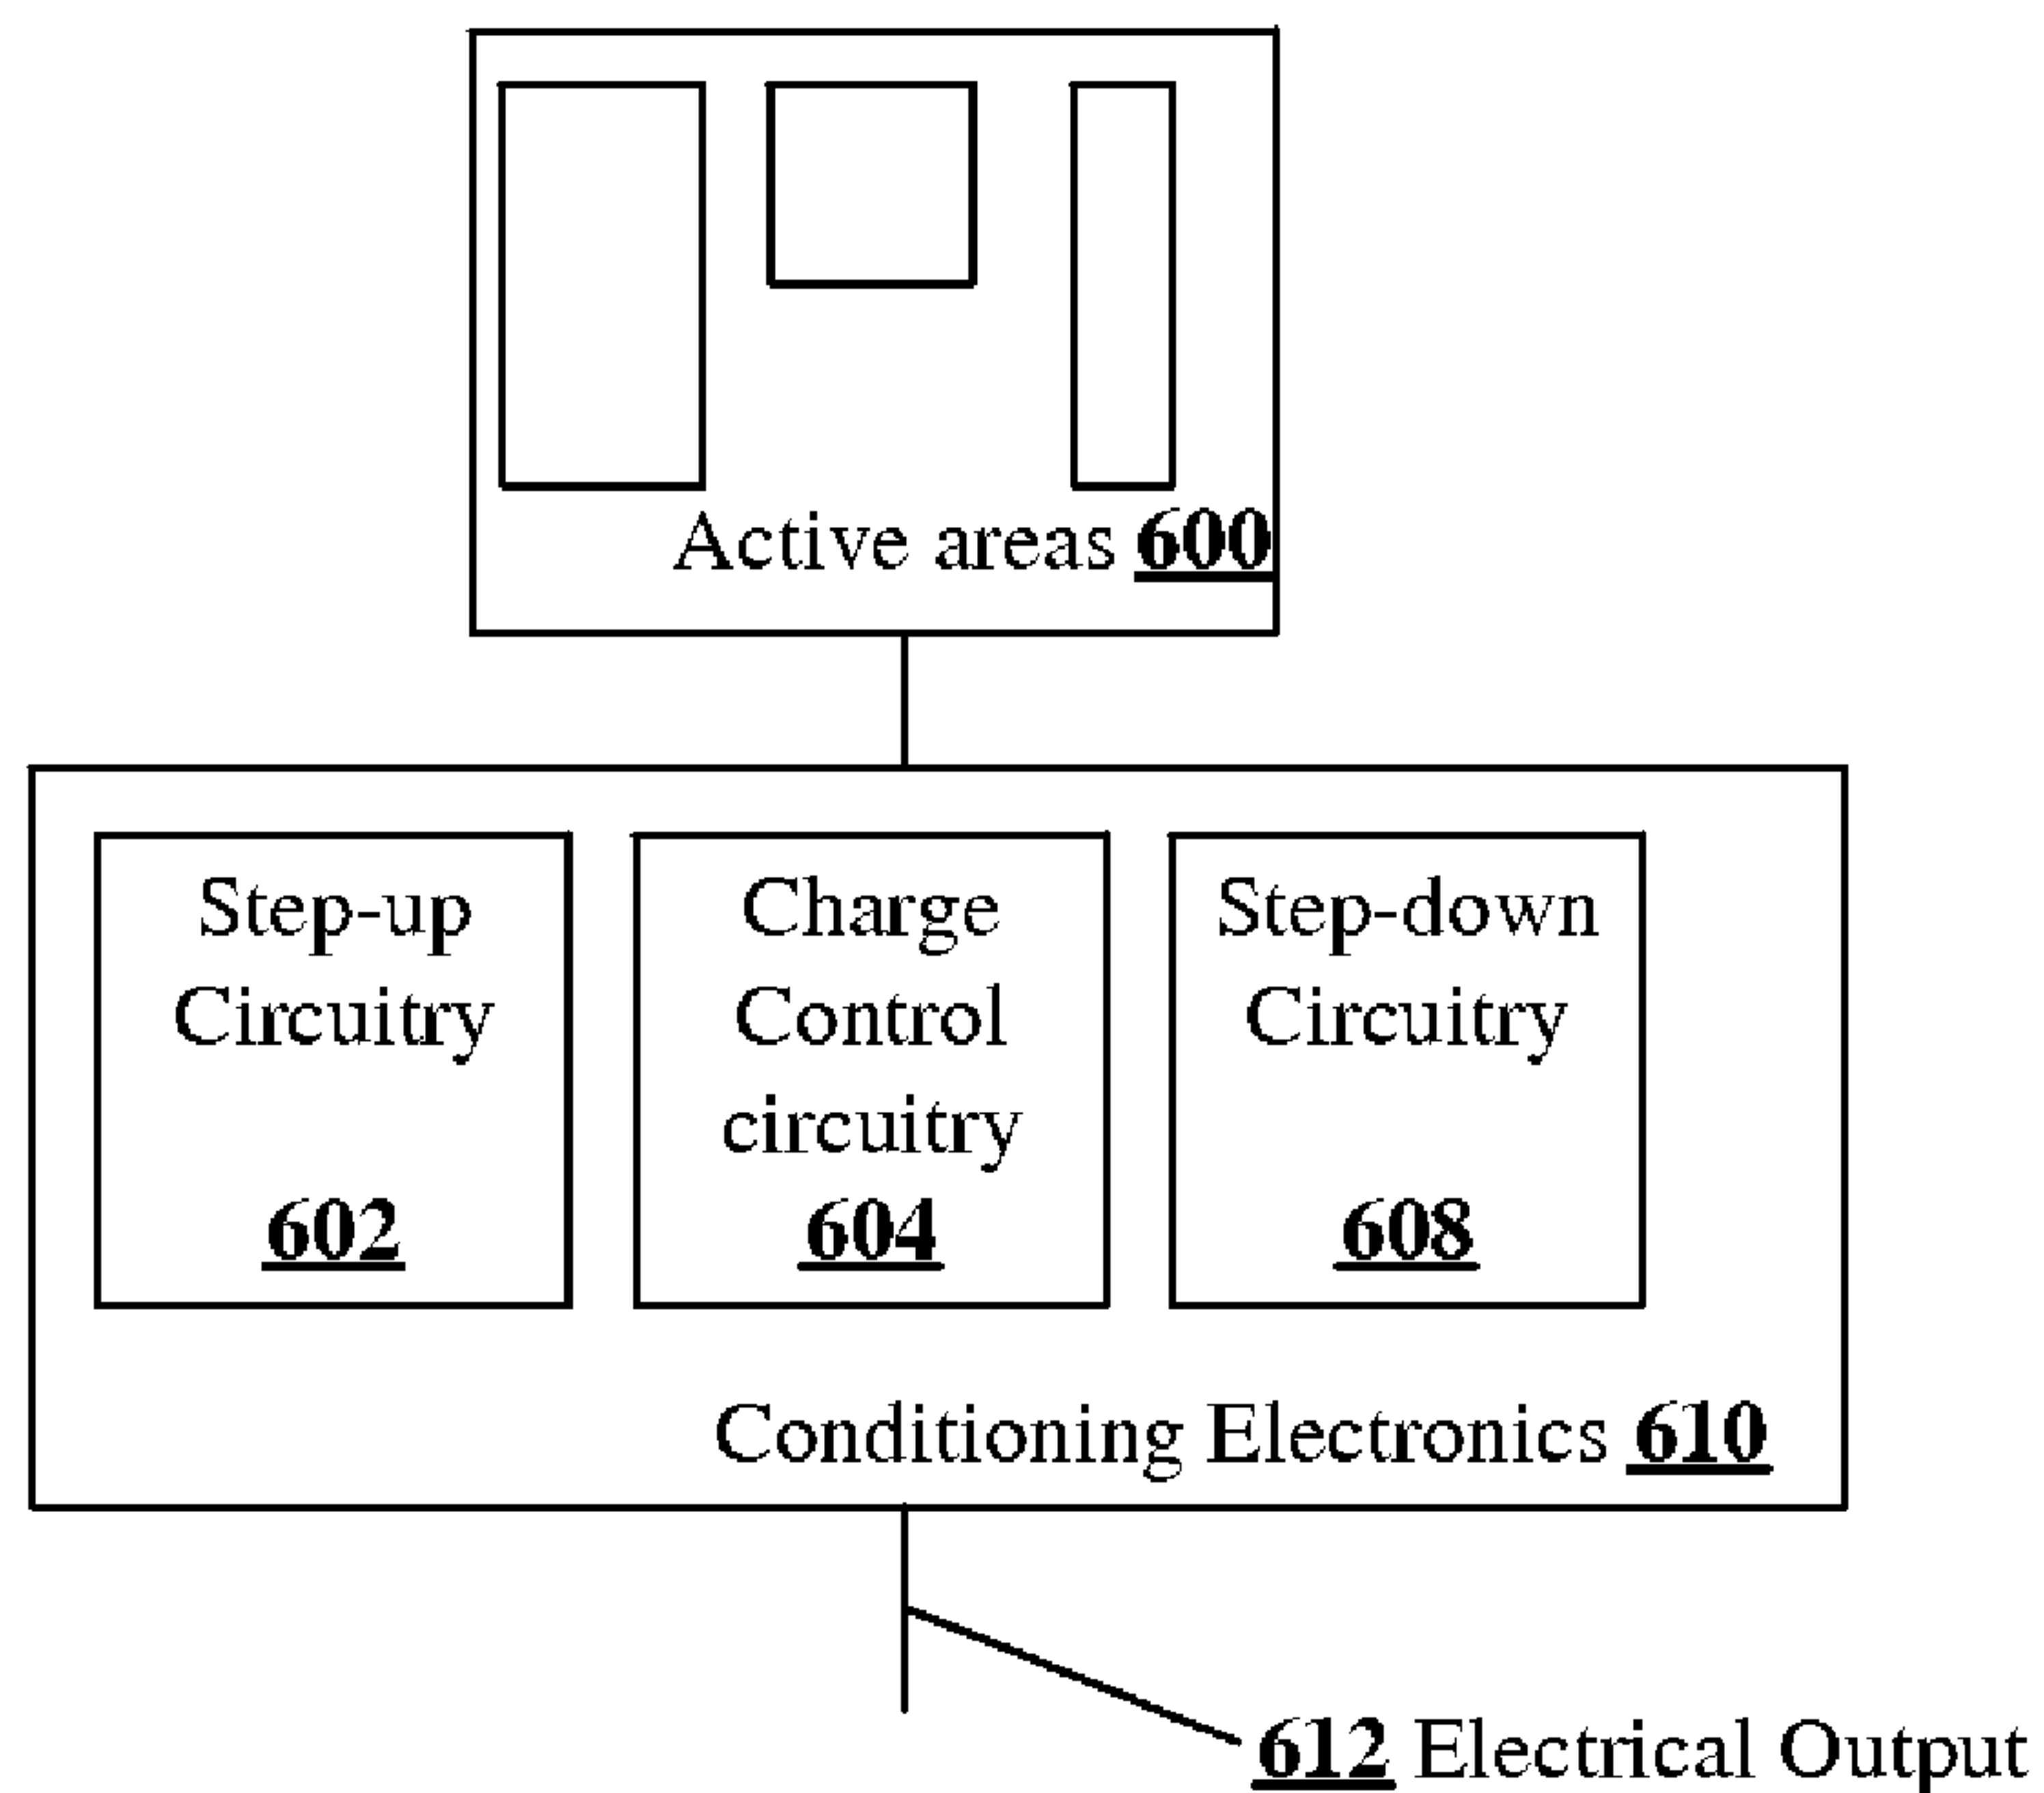 Active areas 600
Step-up
Circuitry
602
Charge
Control
circuitry
604
Step-down
Circuitry
608
Conditioning Electronics 610
612 Electrical Output